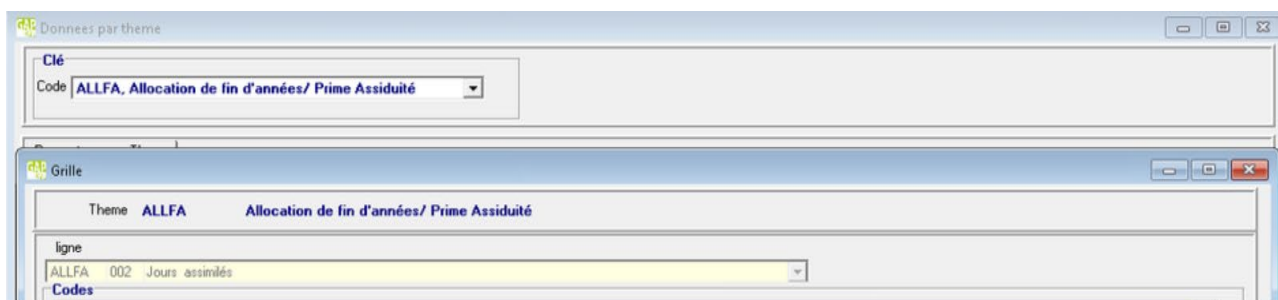 Donnees par theme
Clé
Code ALLFA, Allocation de fin d'années/ Prime Assiduité
Grille
Theme ALLFA Allocation de fin d'années/ Prime Assiduité
ligne
ALLFA 002 Jours assimilés
Codes